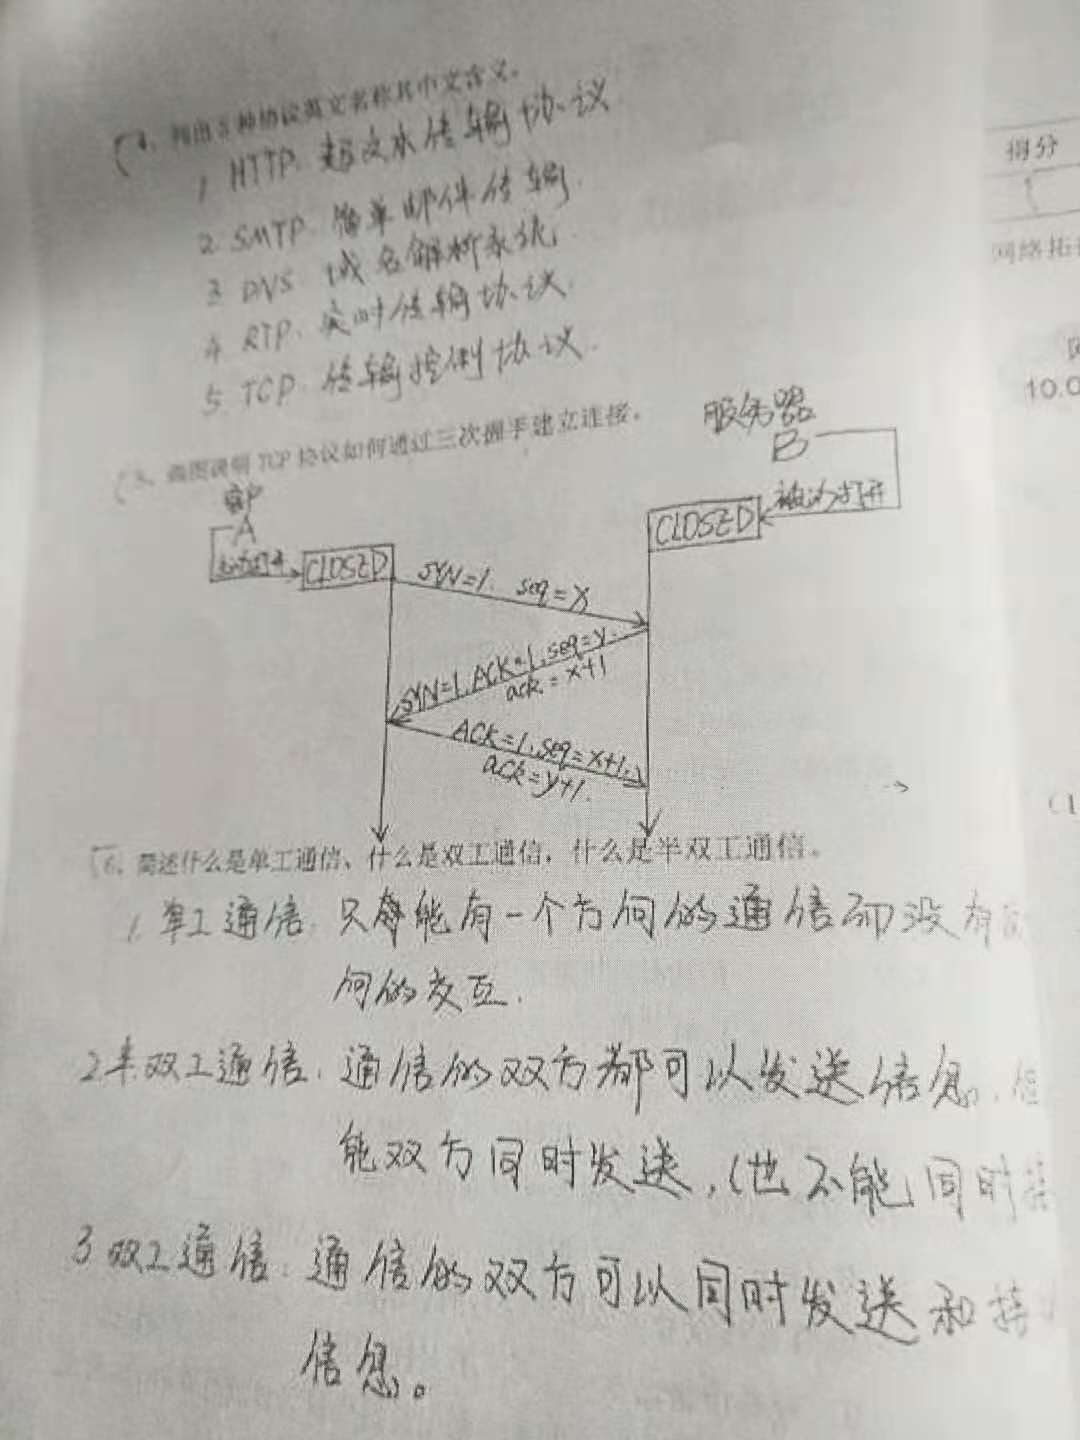 4、列出5种协议英文名称其中文含义。
1 HTTP: 超文本传输协议
2. SMTP. 简单邮件传输.
3 DNS. 域名解析系统.
4 RTP. 实时传输协议.
5. TCP. 传输控制协议.
5、画图说明 TCP 协议如何通过三次握手建立连接。
服务器
B
被动打开
CLOSED
客户
A
主动打开
CLOSED
SYN=1. seq=x
SYN=1, ACK=1, seq=y.
ack=x+1
ACK=1, seq=x+1,
ack=y+1.
6、简述什么是单工通信、什么是双工通信，什么是半双工通信。
1. 单工通信: 只能有一个方向的通信而没有
向的交互.
2.半双工通信: 通信的双方都可以发送信息, 但
能双方同时发送, (也不能同时
3 双工通信: 通信的双方可以同时发送和接
信息。
得分
网络拓
10.0
(1